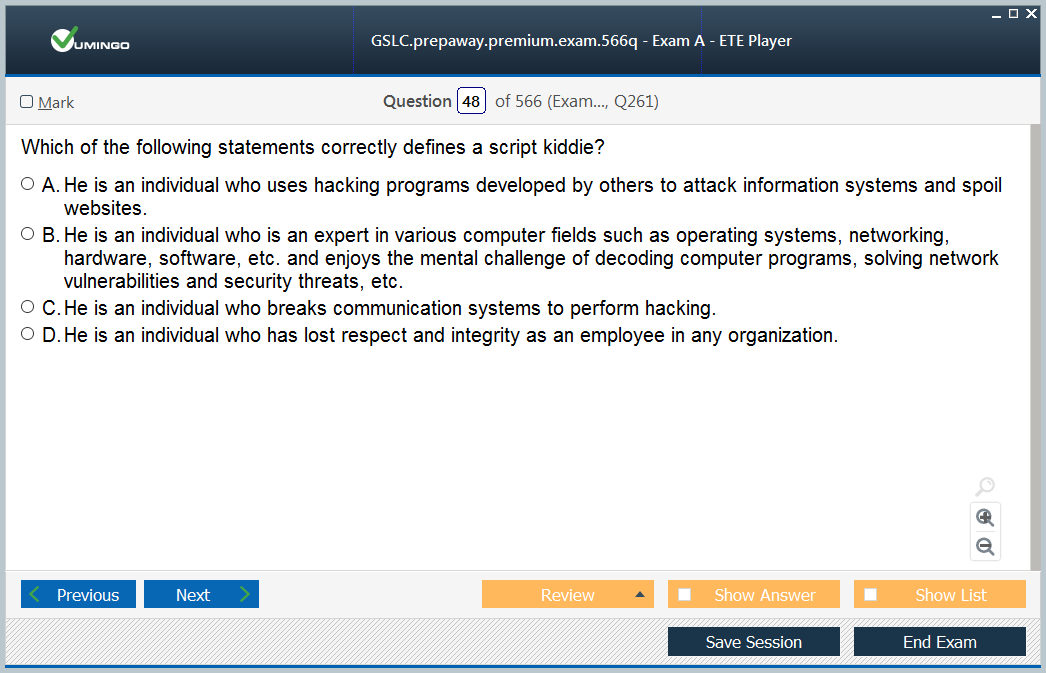 VUMINGO
GSLC.prepaway.premium.exam.566q - Exam A - ETE Player
Mark
Question 48 of 566 (Exam..., Q261)
Which of the following statements correctly defines a script kiddie?
A. He is an individual who uses hacking programs developed by others to attack information systems and spoil
websites.
B. He is an individual who is an expert in various computer fields such as operating systems, networking,
hardware, software, etc. and enjoys the mental challenge of decoding computer programs, solving network
vulnerabilities and security threats, etc.
C. He is an individual who breaks communication systems to perform hacking.
D. He is an individual who has lost respect and integrity as an employee in any organization.
Previous
Next
Review
Show Answer
Show List
Save Session
End Exam